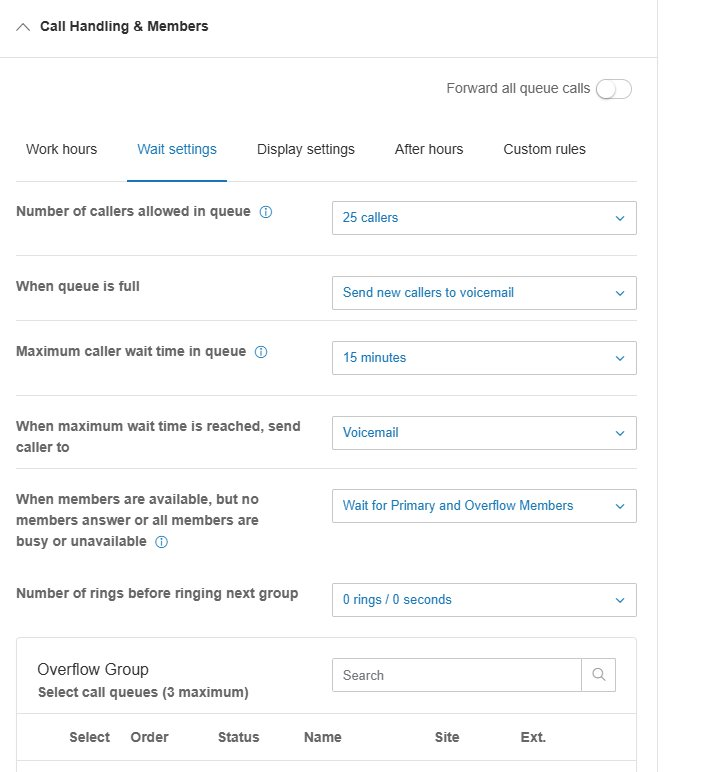 Call Handling & Members
Forward all queue calls
Work hours
Wait settings
Display settings
After hours
Custom rules
Number of callers allowed in queue
25 callers
When queue is full
Send new callers to voicemail
Maximum caller wait time in queue
15 minutes
When maximum wait time is reached, send
caller to
Voicemail
When members are available, but no
members answer or all members are
busy or unavailable
Wait for Primary and Overflow Members
Number of rings before ringing next group
0 rings / 0 seconds
Overflow Group
Select call queues (3 maximum)
Search
Select Order Status Name Site Ext.